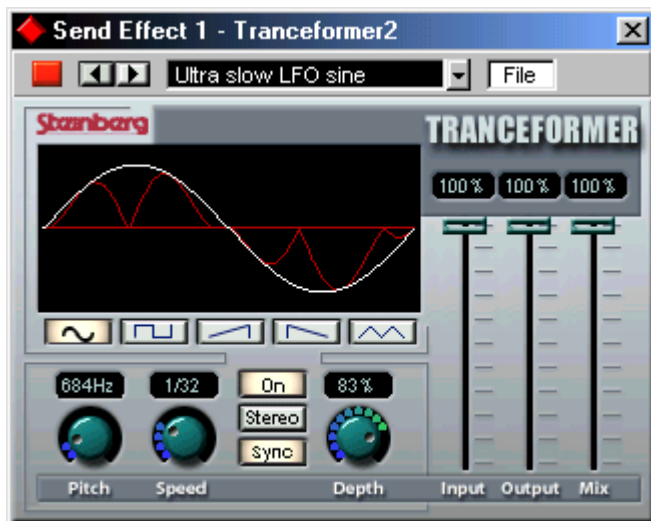 Send Effect 1 - Tranceformer2
Ultra slow LFO sine
File
Steinberg
TRANCEFORMER
100% 100% 100%
684Hz 1/32 On 83%
Stereo
Sync
Pitch Speed Depth Input Output Mix